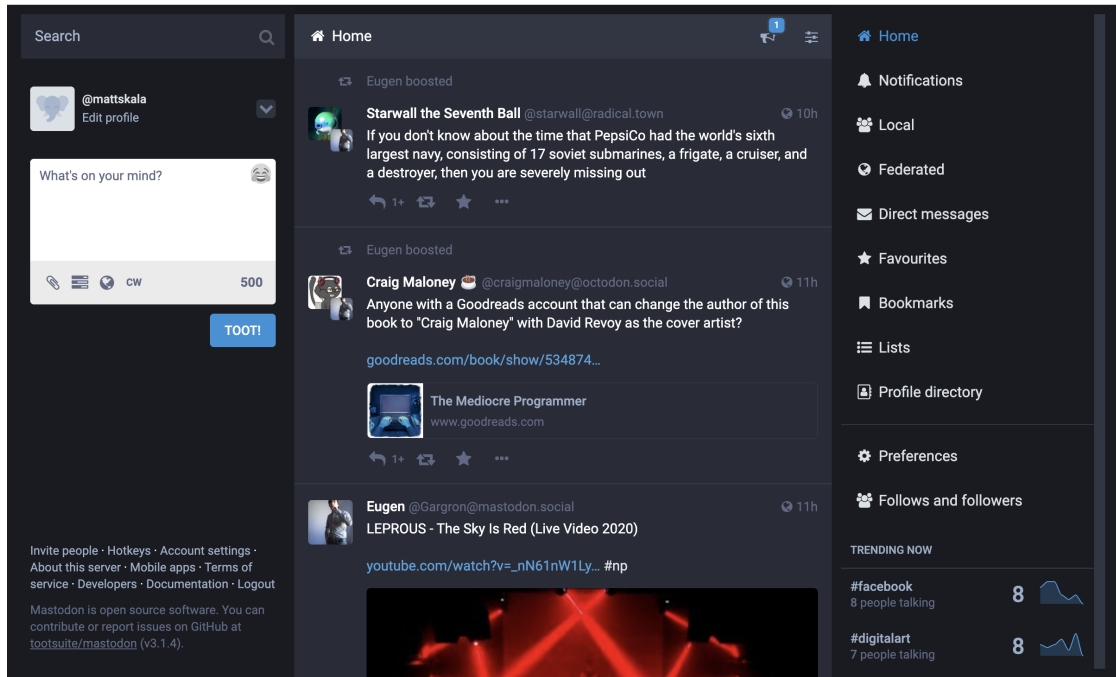 Search
@mattskala
Edit profile
What's on your mind?
CW
500
TOOT!
Invite people · Hotkeys · Account settings ·
About this server · Mobile apps · Terms of
service · Developers · Documentation · Logout
Mastodon is open source software. You can
contribute or report issues on GitHub at
tootsuite/mastodon (v3.1.4).
Home
1
Eugen boosted
Starwall the Seventh Ball @starwall@radical.town 10h
If you don't know about the time that PepsiCo had the world's sixth
largest navy, consisting of 17 soviet submarines, a frigate, a cruiser, and
a destroyer, then you are severely missing out
1+
Eugen boosted
Craig Maloney ☕ @craigmaloney@octodon.social 11h
Anyone with a Goodreads account that can change the author of this
book to "Craig Maloney" with David Revoy as the cover artist?
goodreads.com/book/show/534874…
The Mediocre Programmer
www.goodreads.com
1+
Eugen @Gargron@mastodon.social 11h
LEPROUS - The Sky Is Red (Live Video 2020)
youtube.com/watch?v=_nN61nW1Ly… #np
Home
Notifications
Local
Federated
Direct messages
Favourites
Bookmarks
Lists
Profile directory
Preferences
Follows and followers
TRENDING NOW
#facebook
8 people talking
8
#digitalart
7 people talking
8